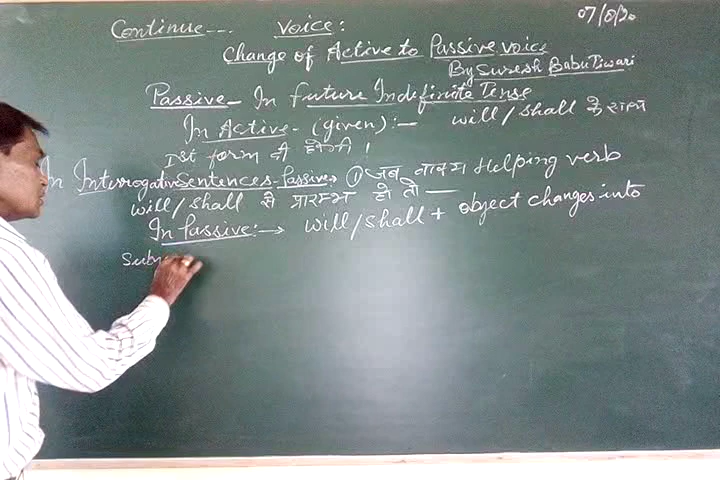 Continue--- Voice:
07/8/20
Change of Active to Passive voice
By Suresh Babu Tiwari
Passive - In future Indefinite Tense
In Active - (given):- will/shall के साथ
Ist form दी होगी।
In Interrogative Sentences - Passive → ① जब वाक्य Helping verb
will/shall से प्रारम्भ हो तो —
In Passive:→ will/shall + object changes into
Subj